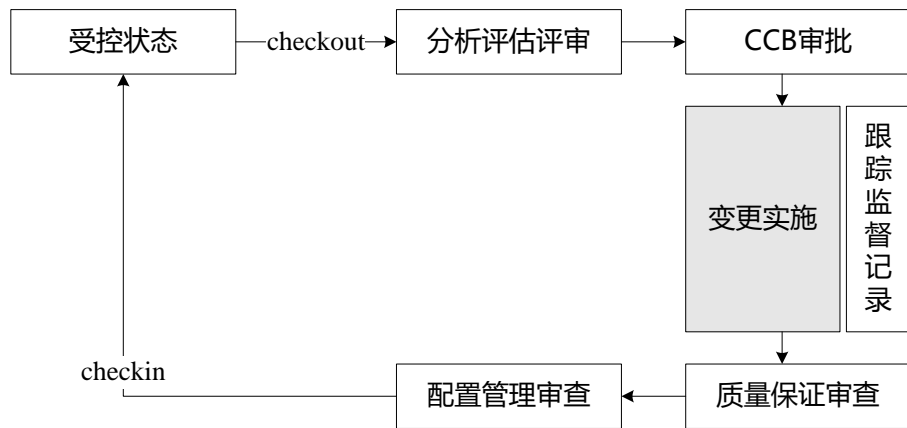 受控状态
checkout
分析评估评审
CCB审批
变更实施
跟踪监督记录
质量保证审查
配置管理审查
checkin